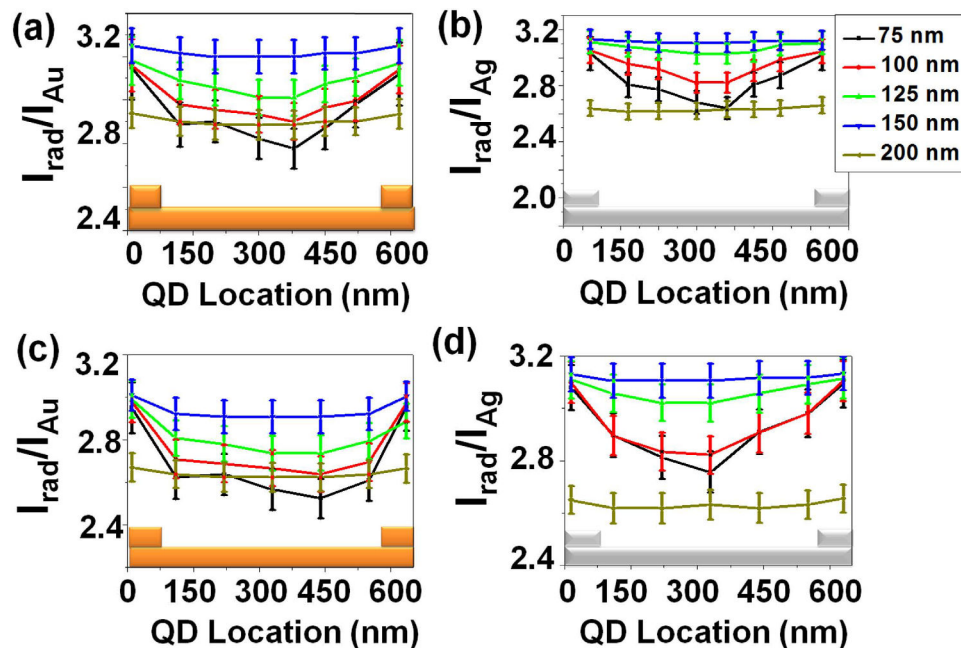 (a)
3.2
2.8
2.4
I_rad/I_Au
0 150 300 450 600
QD Location (nm)
(b)
3.2
2.8
2.4
2.0
I_rad/I_Ag
0 150 300 450 600
QD Location (nm)
75 nm
100 nm
125 nm
150 nm
200 nm
(c)
3.2
2.8
2.4
I_rad/I_Au
0 150 300 450 600
QD Location (nm)
(d)
3.2
2.8
2.4
I_rad/I_Ag
0 150 300 450 600
QD Location (nm)